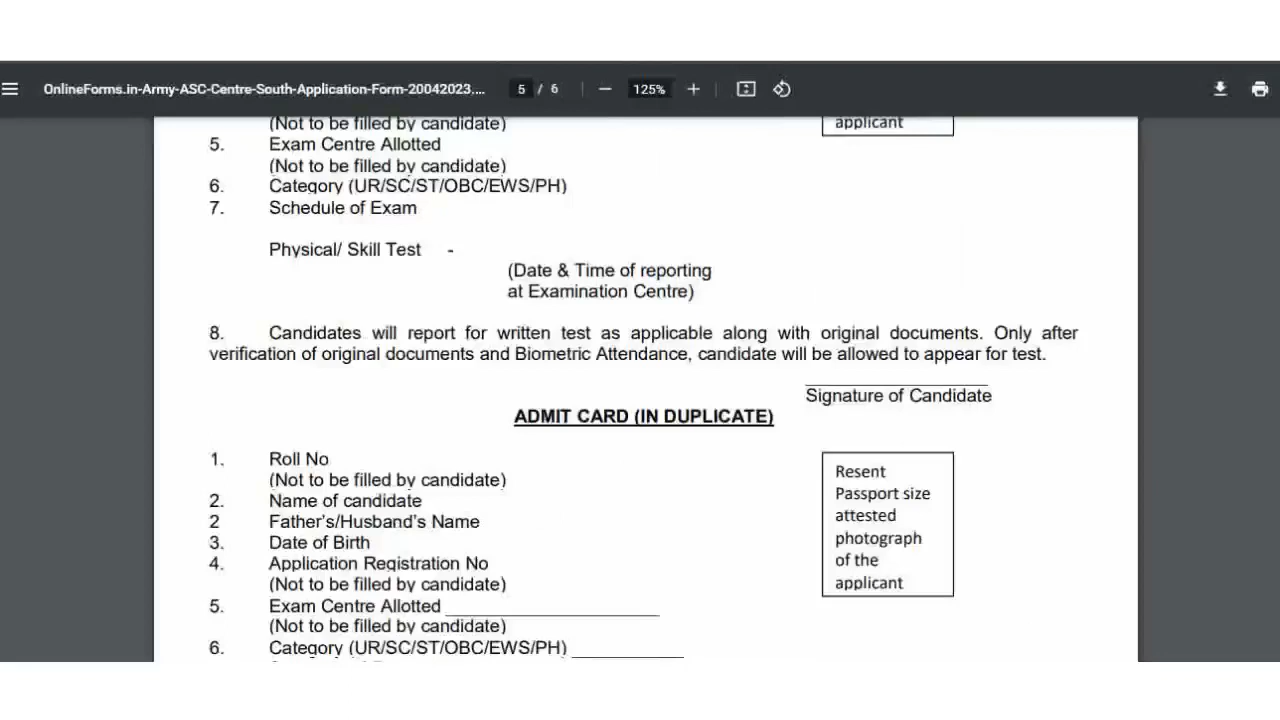 OnlineForms.in-Army-ASC-Centre-South-Application-Form-20042023,... 5 / 6 125%
(Not to be filled by candidate) applicant
5. Exam Centre Allotted
(Not to be filled by candidate)
6. Category (UR/SC/ST/OBC/EWS/PH)
7. Schedule of Exam
Physical/ Skill Test -
(Date & Time of reporting
at Examination Centre)
8. Candidates will report for written test as applicable along with original documents. Only after
verification of original documents and Biometric Attendance, candidate will be allowed to appear for test.
Signature of Candidate
ADMIT CARD (IN DUPLICATE)
1. Roll No
(Not to be filled by candidate)
2. Name of candidate
2 Father's/Husband's Name
3. Date of Birth
4. Application Registration No
(Not to be filled by candidate)
5. Exam Centre Allotted
(Not to be filled by candidate)
6. Category (UR/SC/ST/OBC/EWS/PH)
Resent
Passport size
attested
photograph
of the
applicant